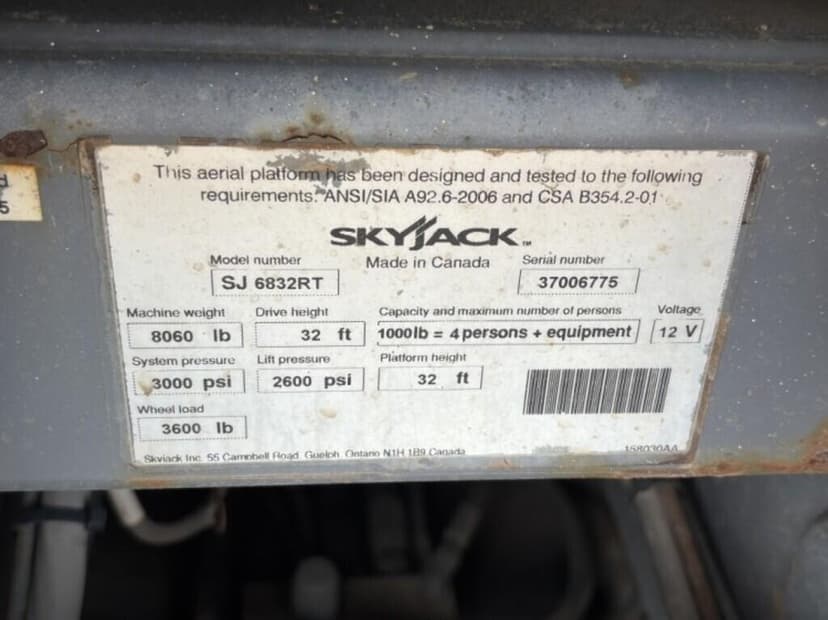 This aerial platform has been designed and tested to the following
requirements: ANSI/SIA A92.6-2006 and CSA B354.2-01
SKYJACK™
Model number Made in Canada Serial number
SJ 6832RT 37006775
Machine weight Drive height Capacity and maximum number of persons Voltage
8060 lb 32 ft 1000lb = 4 persons + equipment 12 V
System pressure Lift pressure Platform height
3000 psi 2600 psi 32 ft
Wheel load
3600 lb
Skyjack Inc. 55 Campbell Road, Guelph, Ontario N1H 1B9 Canada 158030AA
5